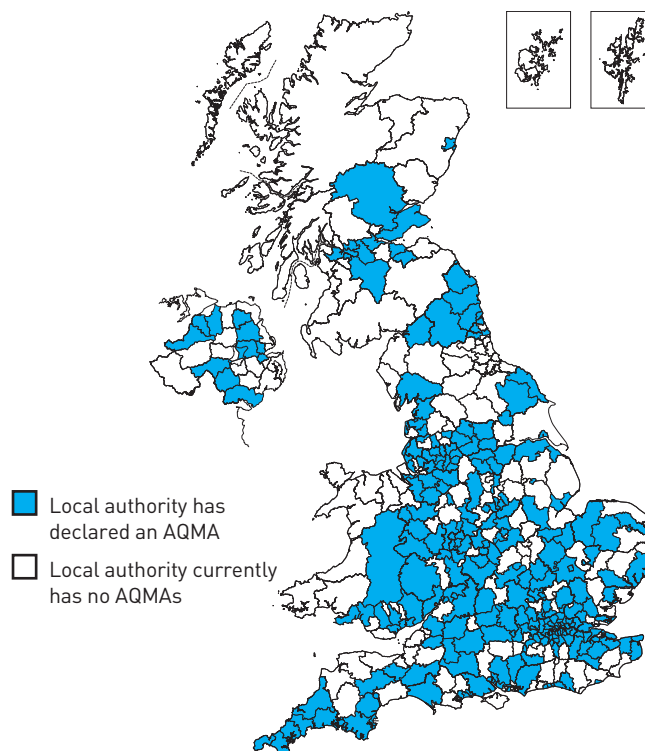 Local authority has
declared an AQMA
Local authority currently
has no AQMAs